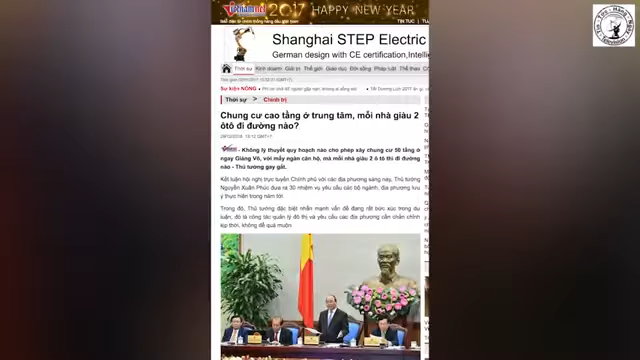 VIETNAMNET
2017 HAPPY NEW YEAR
TIN TỨC
Shanghai STEP Electric
German design with CE certification,Intelli
Thời sự Kinh doanh Giải trí Thế giới Giáo dục Đời sống Pháp luật Thể thao
Sự kiện NÓNG
Thời sự > Chính trị
Chung cư cao tầng ở trung tâm, mỗi nhà giàu 2
ôtô đi đường nào?
- Không lý thuyết quy hoạch nào cho phép xây chung cư 50 tầng ở
ngay Giảng Võ, với mấy ngàn căn hộ, mà mỗi nhà giàu 2 ô tô thì đi đường
nào - Thủ tướng gay gắt.
Kết luận hội nghị trực tuyến Chính phủ với các địa phương sáng nay, Thủ tướng
Nguyễn Xuân Phúc đưa ra 30 nhiệm vụ yêu cầu các bộ ngành, địa phương lưu
ý thực hiện trong năm tới.
Trong đó, Thủ tướng đặc biệt nhấn mạnh vấn đề đang rất bức xúc trong dư
luận, đó là công tác quản lý đô thị và yêu cầu các địa phương cần chấn chỉnh
kịp thời, không để quá muộn